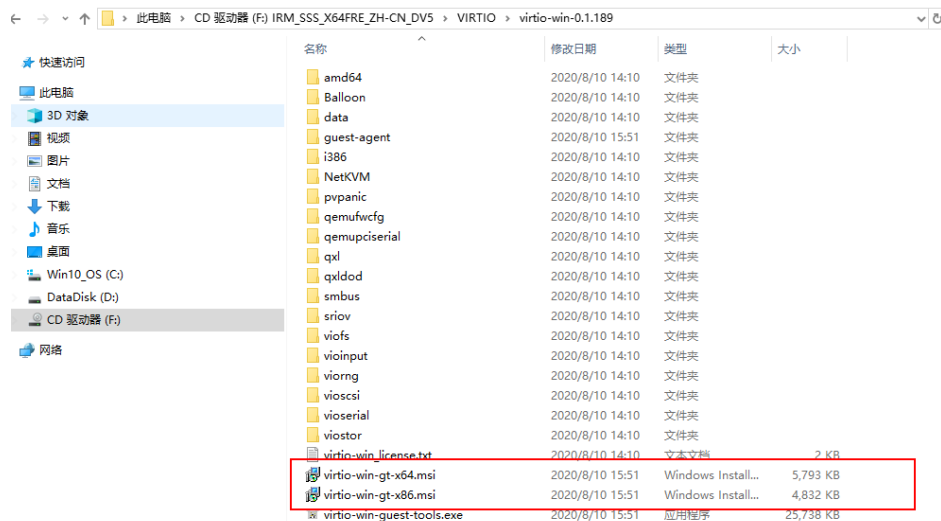 此电脑 > CD 驱动器 (F:) IRM_SSS_X64FRE_ZH-CN_DV5 > VIRTIO > virtio-win-0.1.189
名称 修改日期 类型 大小
快速访问
此电脑
3D 对象
视频
图片
文档
下载
音乐
桌面
Win10_OS (C:)
DataDisk (D:)
CD 驱动器 (F:)
网络
amd64 2020/8/10 14:10 文件夹
Balloon 2020/8/10 14:10 文件夹
data 2020/8/10 14:10 文件夹
guest-agent 2020/8/10 15:51 文件夹
i386 2020/8/10 14:10 文件夹
NetKVM 2020/8/10 14:10 文件夹
pvpanic 2020/8/10 14:10 文件夹
qemufwcfg 2020/8/10 14:10 文件夹
qemupciserial 2020/8/10 14:10 文件夹
qxl 2020/8/10 14:10 文件夹
qxldod 2020/8/10 14:10 文件夹
smbus 2020/8/10 14:10 文件夹
sriov 2020/8/10 14:10 文件夹
viofs 2020/8/10 14:10 文件夹
vioinput 2020/8/10 14:10 文件夹
viorng 2020/8/10 14:10 文件夹
vioscsi 2020/8/10 14:10 文件夹
vioserial 2020/8/10 14:10 文件夹
viostor 2020/8/10 14:10 文件夹
virtio-win_license.txt 2020/8/10 14:10 文本文档 2 KB
virtio-win-gt-x64.msi 2020/8/10 15:51 Windows Install... 5,793 KB
virtio-win-gt-x86.msi 2020/8/10 15:51 Windows Install... 4,832 KB
virtio-win-guest-tools.exe 2020/8/10 15:51 应用程序 25,738 KB